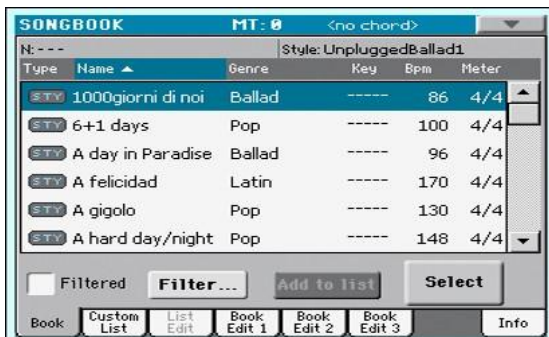 SONGBOOK MT: 0 <no chord>
N: - - - Style: UnpluggedBallad1
Type Name Genre Key Bpm Meter
STY 1000giorni di noi Ballad ----- 86 4/4
STY 6+1 days Pop ----- 100 4/4
STY A day in Paradise Ballad ----- 96 4/4
STY A felicidad Latin ----- 170 4/4
STY A gigolo Pop ----- 130 4/4
STY A hard day/night Pop ----- 148 4/4
Filtered Filter... Add to list Select
Book Custom List List Edit Book Edit 1 Book Edit 2 Book Edit 3 Info